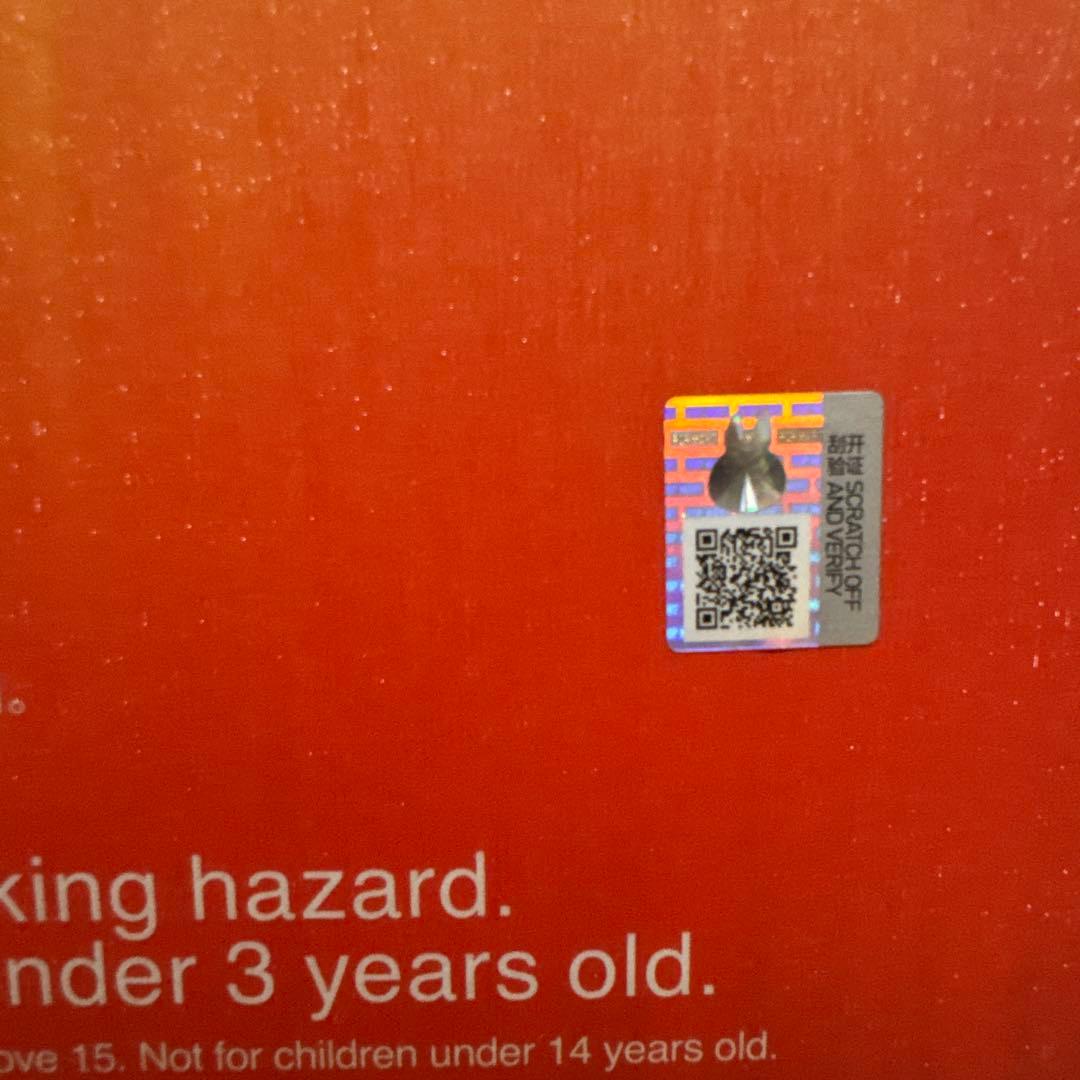 刮开 SCRATCH OFF
验证 AND VERIFY
king hazard.
nder 3 years old.
ove 15. Not for children under 14 years old.